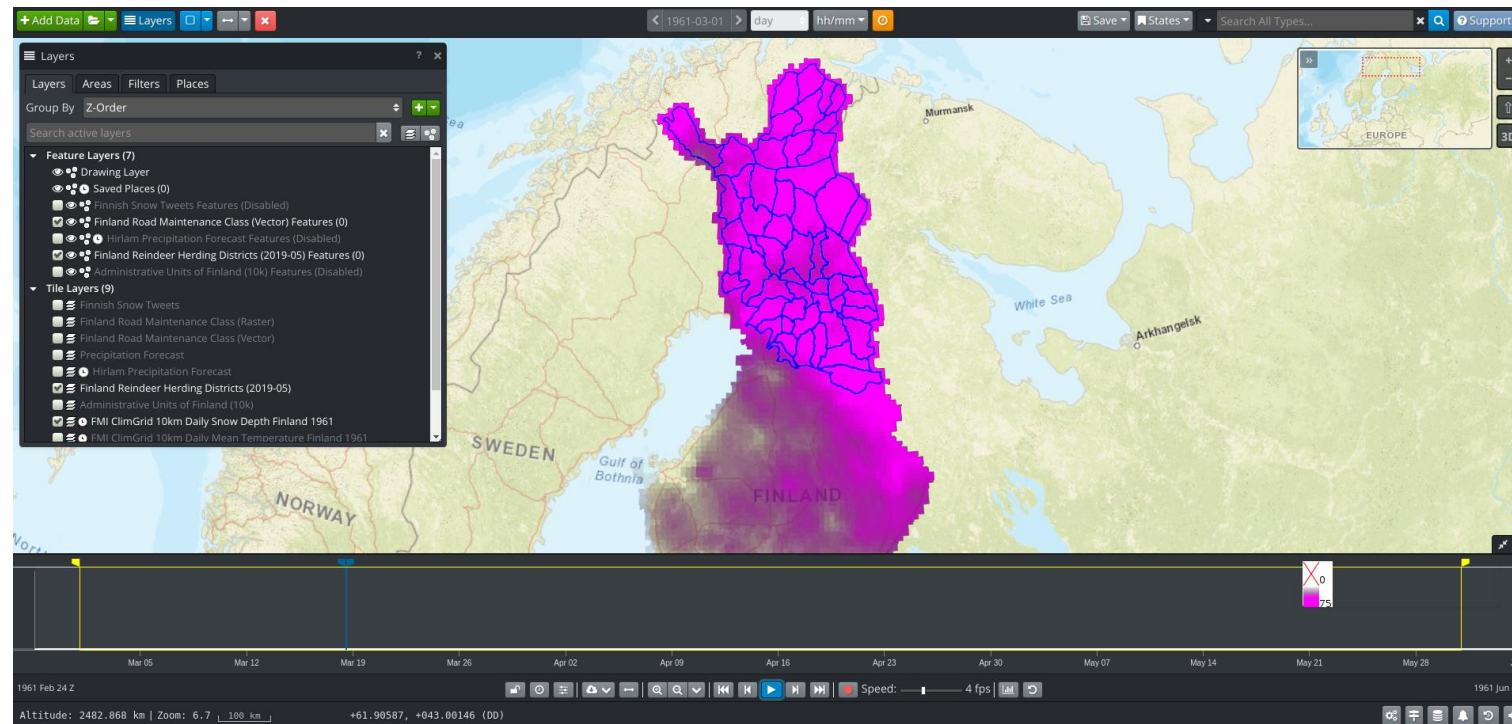 Add Data Layers 1961-03-01 day hh/mm Save States Search All Types... Support
Layers ?
Layers Areas Filters Places
Group By Z-Order
Search active layers
Feature Layers (7)
Drawing Layer
Saved Places (0)
Finnish Snow Tweets Features (Disabled)
Finland Road Maintenance Class (Vector) Features (0)
Hirlam Precipitation Forecast Features (Disabled)
Finland Reindeer Herding Districts (2019-05) Features (0)
Administrative Units of Finland (10k) Features (Disabled)
Tile Layers (9)
Finnish Snow Tweets
Finland Road Maintenance Class (Raster)
Finland Road Maintenance Class (Vector)
Precipitation Forecast
Hirlam Precipitation Forecast
Finland Reindeer Herding Districts (2019-05)
Administrative Units of Finland (10k)
FMI ClimGrid 10km Daily Snow Depth Finland 1961
FMI ClimGrid 10km Daily Mean Temperature Finland 1961
Murmansk
EUROPE
3D
White Sea
Arkhangelsk
SWEDEN
Gulf of
Bothnia
FINLAND
NORWAY
0
75
Mar 05 Mar 12 Mar 19 Mar 26 Apr 02 Apr 09 Apr 16 Apr 23 Apr 30 May 07 May 14 May 21 May 28
1961 Feb 24 Z Speed: 4 fps 1961 Jun
Altitude: 2482.868 km | Zoom: 6.7 100 km +61.90587, +043.00146 (DD)